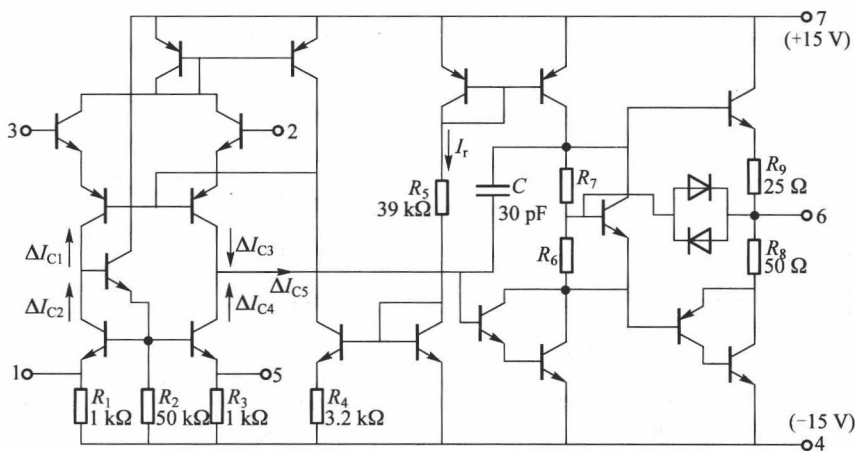 7
(+15 V)
3
2
I_r
R_5
39 kΩ
C
30 pF
R_7
R_9
25 Ω
6
ΔI_C1
ΔI_C3
R_6
R_8
50 Ω
ΔI_C5
ΔI_C2
ΔI_C4
1
5
R_1
1 kΩ
R_2
50 kΩ
R_3
1 kΩ
R_4
3.2 kΩ
(−15 V)
4